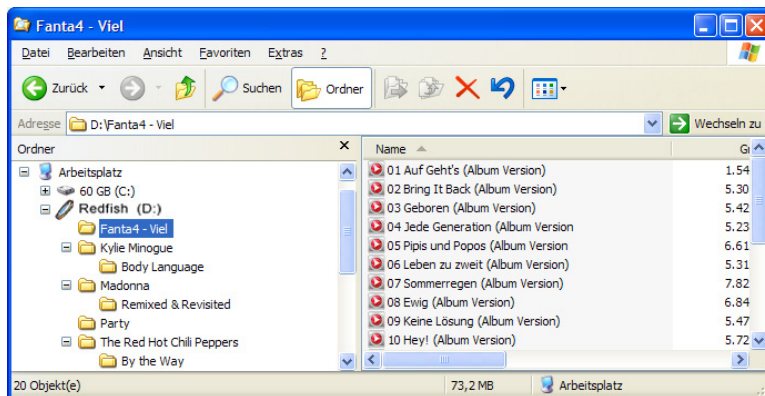 Fanta4 - Viel
Datei Bearbeiten Ansicht Favoriten Extras ?
Zurück Suchen Ordner
Adresse D:\Fanta4 - Viel Wechseln zu
Ordner x Name
Arbeitsplatz
60 GB (C:)
Redfish (D:)
Fanta4 - Viel
Kylie Minogue
Body Language
Madonna
Remixed & Revisited
Party
The Red Hot Chili Peppers
By the Way
01 Auf Geht's (Album Version) 1.54
02 Bring It Back (Album Version) 5.30
03 Geboren (Album Version) 5.42
04 Jede Generation (Album Version 5.23
05 Pipis und Popos (Album Version 6.61
06 Leben zu zweit (Album Version) 5.31
07 Sommerregen (Album Version) 7.82
08 Ewig (Album Version) 6.84
09 Keine Lösung (Album Version) 5.47
10 Hey! (Album Version) 5.72
20 Objekt(e) 73,2 MB Arbeitsplatz